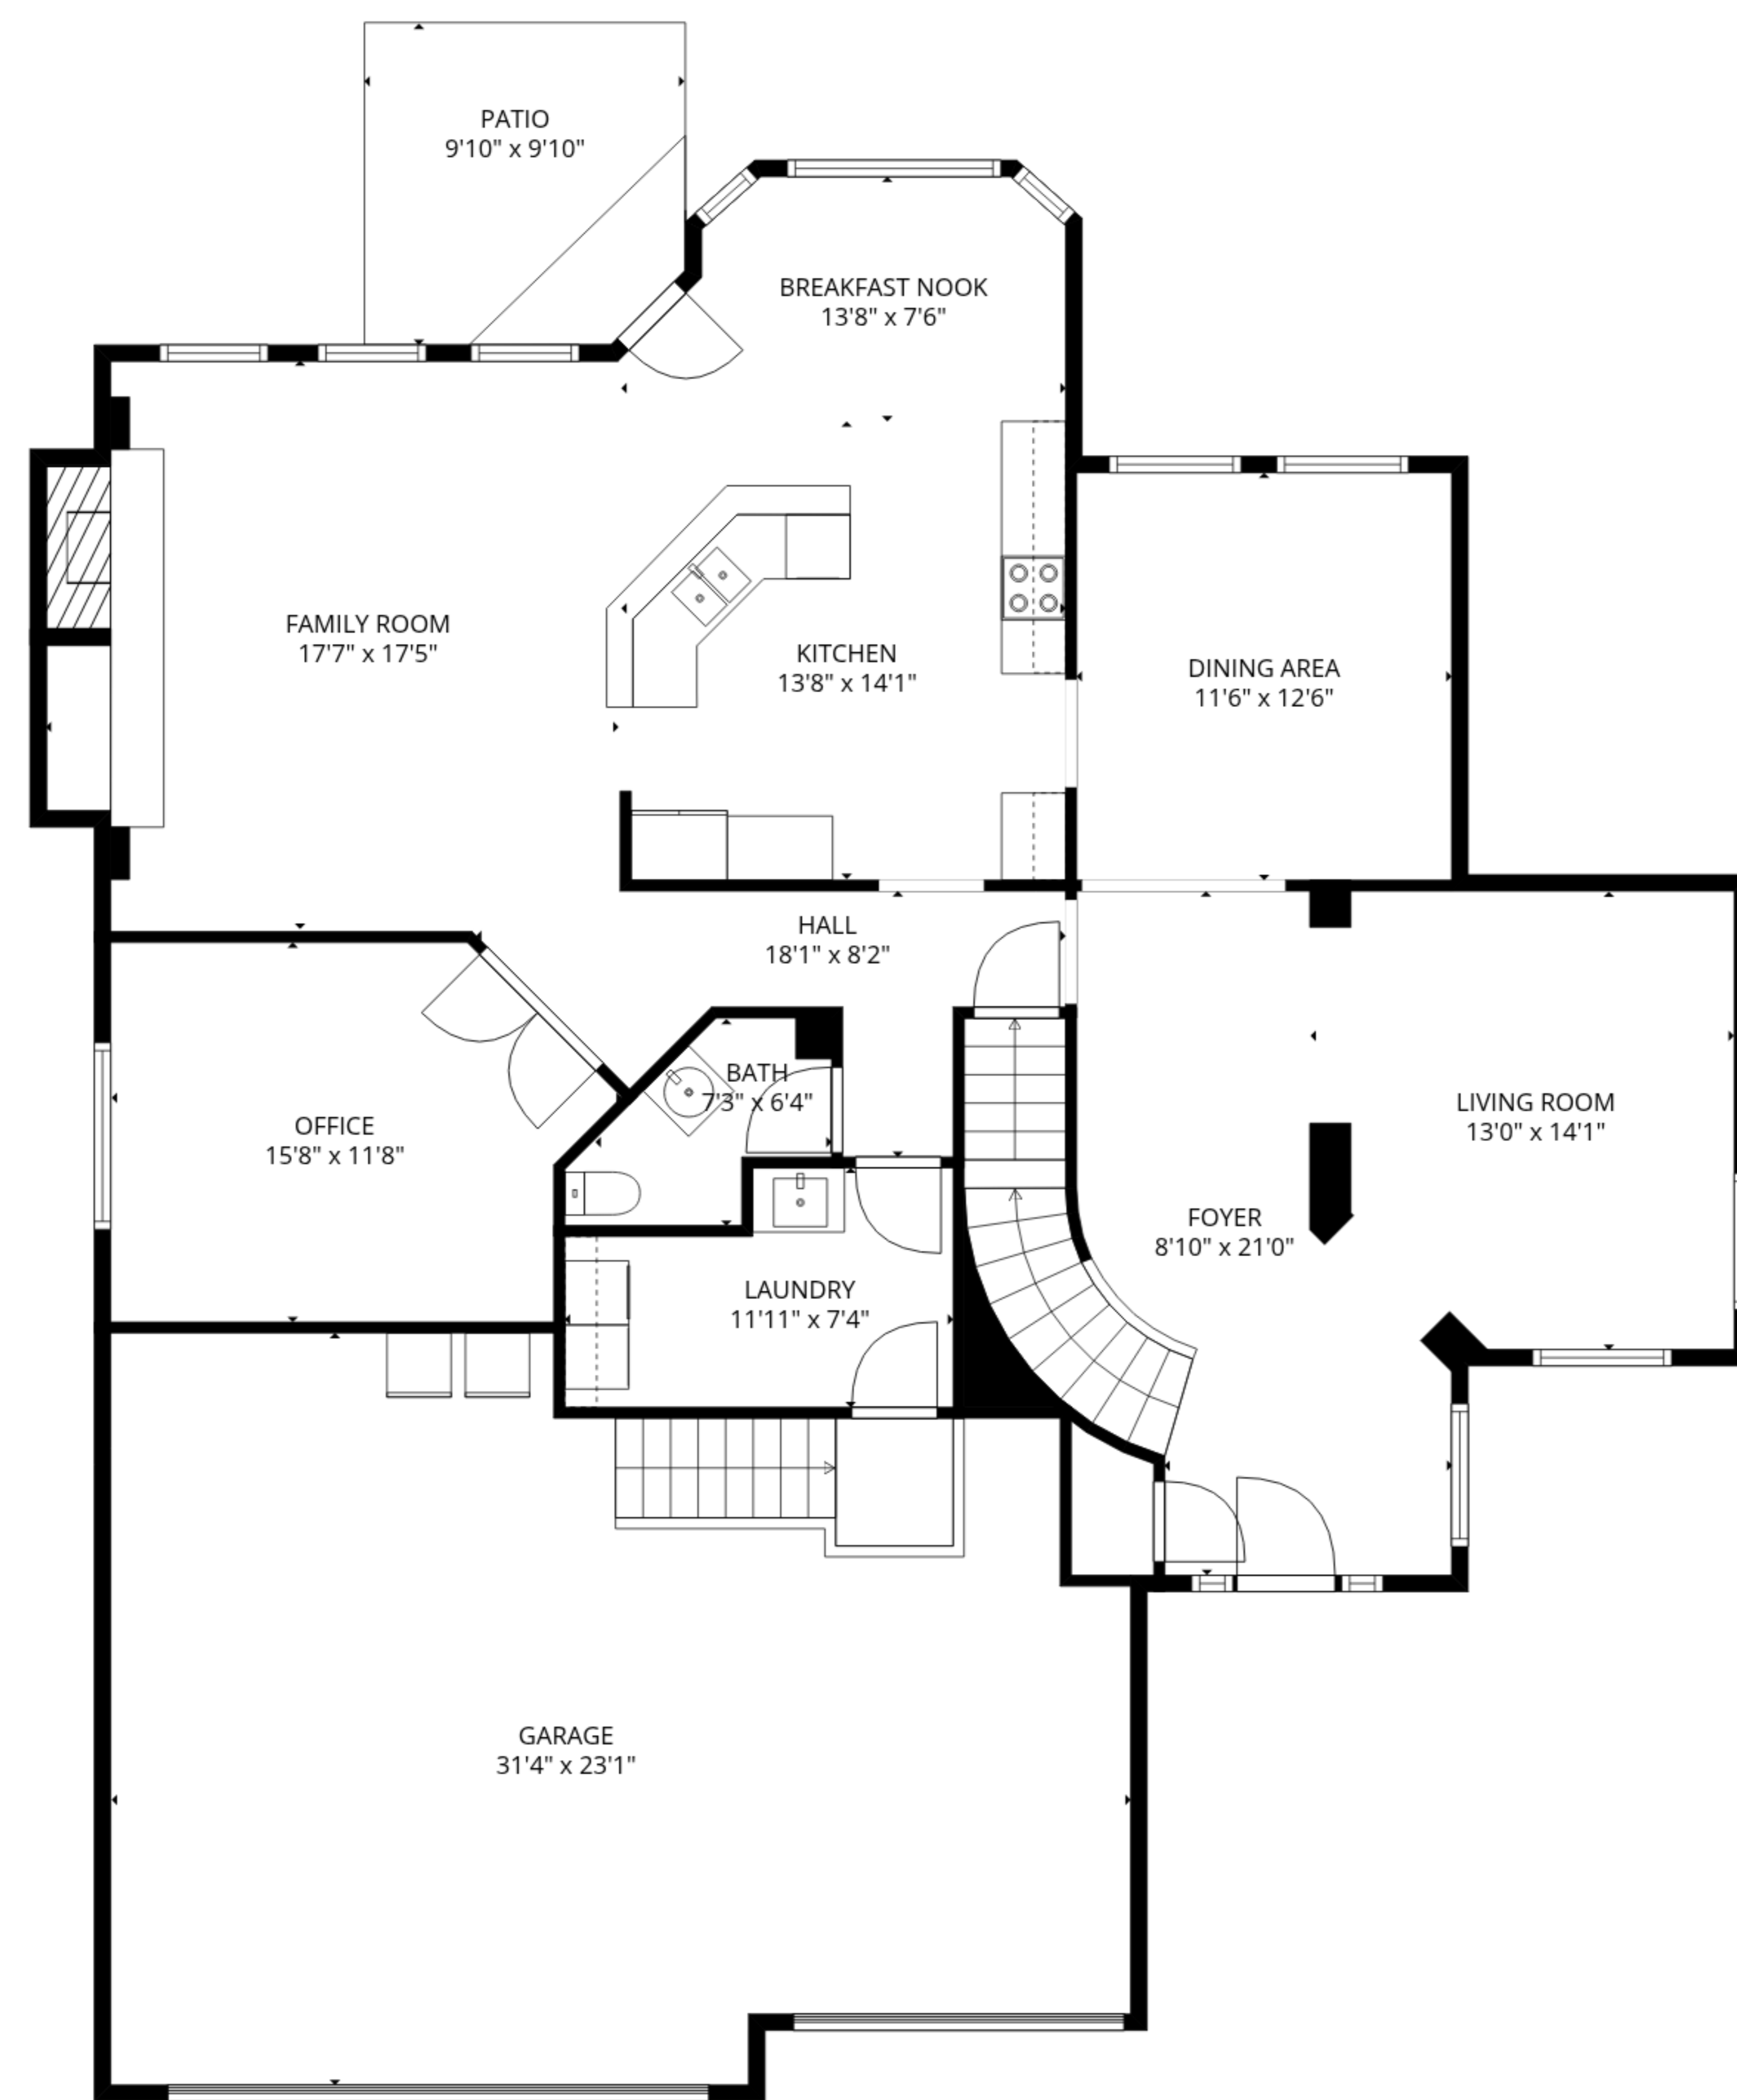 PATIO
9'10" x 9'10"
BREAKFAST NOOK
13'8" x 7'6"
FAMILY ROOM
17'7" x 17'5"
KITCHEN
13'8" x 14'1"
DINING AREA
11'6" x 12'6"
HALL
18'1" x 8'2"
BATH
7'3" x 6'4"
OFFICE
15'8" x 11'8"
LIVING ROOM
13'0" x 14'1"
FOYER
8'10" x 21'0"
LAUNDRY
11'11" x 7'4"
GARAGE
31'4" x 23'1"